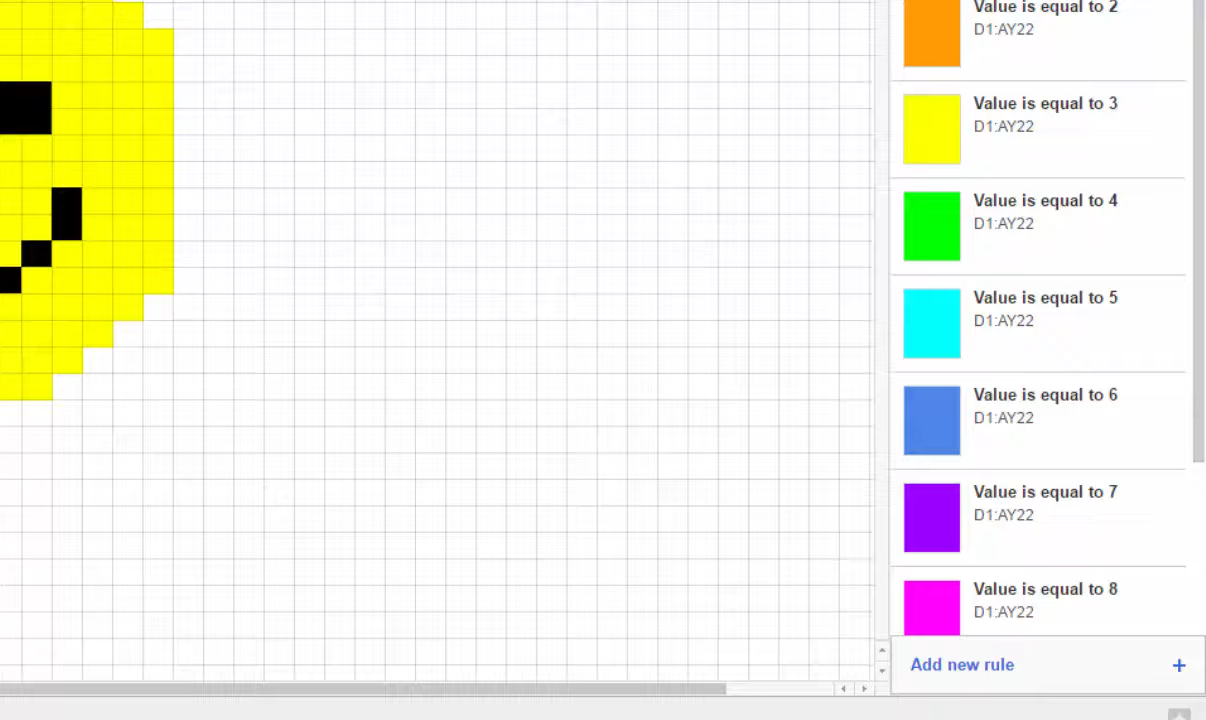 Value is equal to 2
D1:AY22
Value is equal to 3
D1:AY22
Value is equal to 4
D1:AY22
Value is equal to 5
D1:AY22
Value is equal to 6
D1:AY22
Value is equal to 7
D1:AY22
Value is equal to 8
D1:AY22
Add new rule +